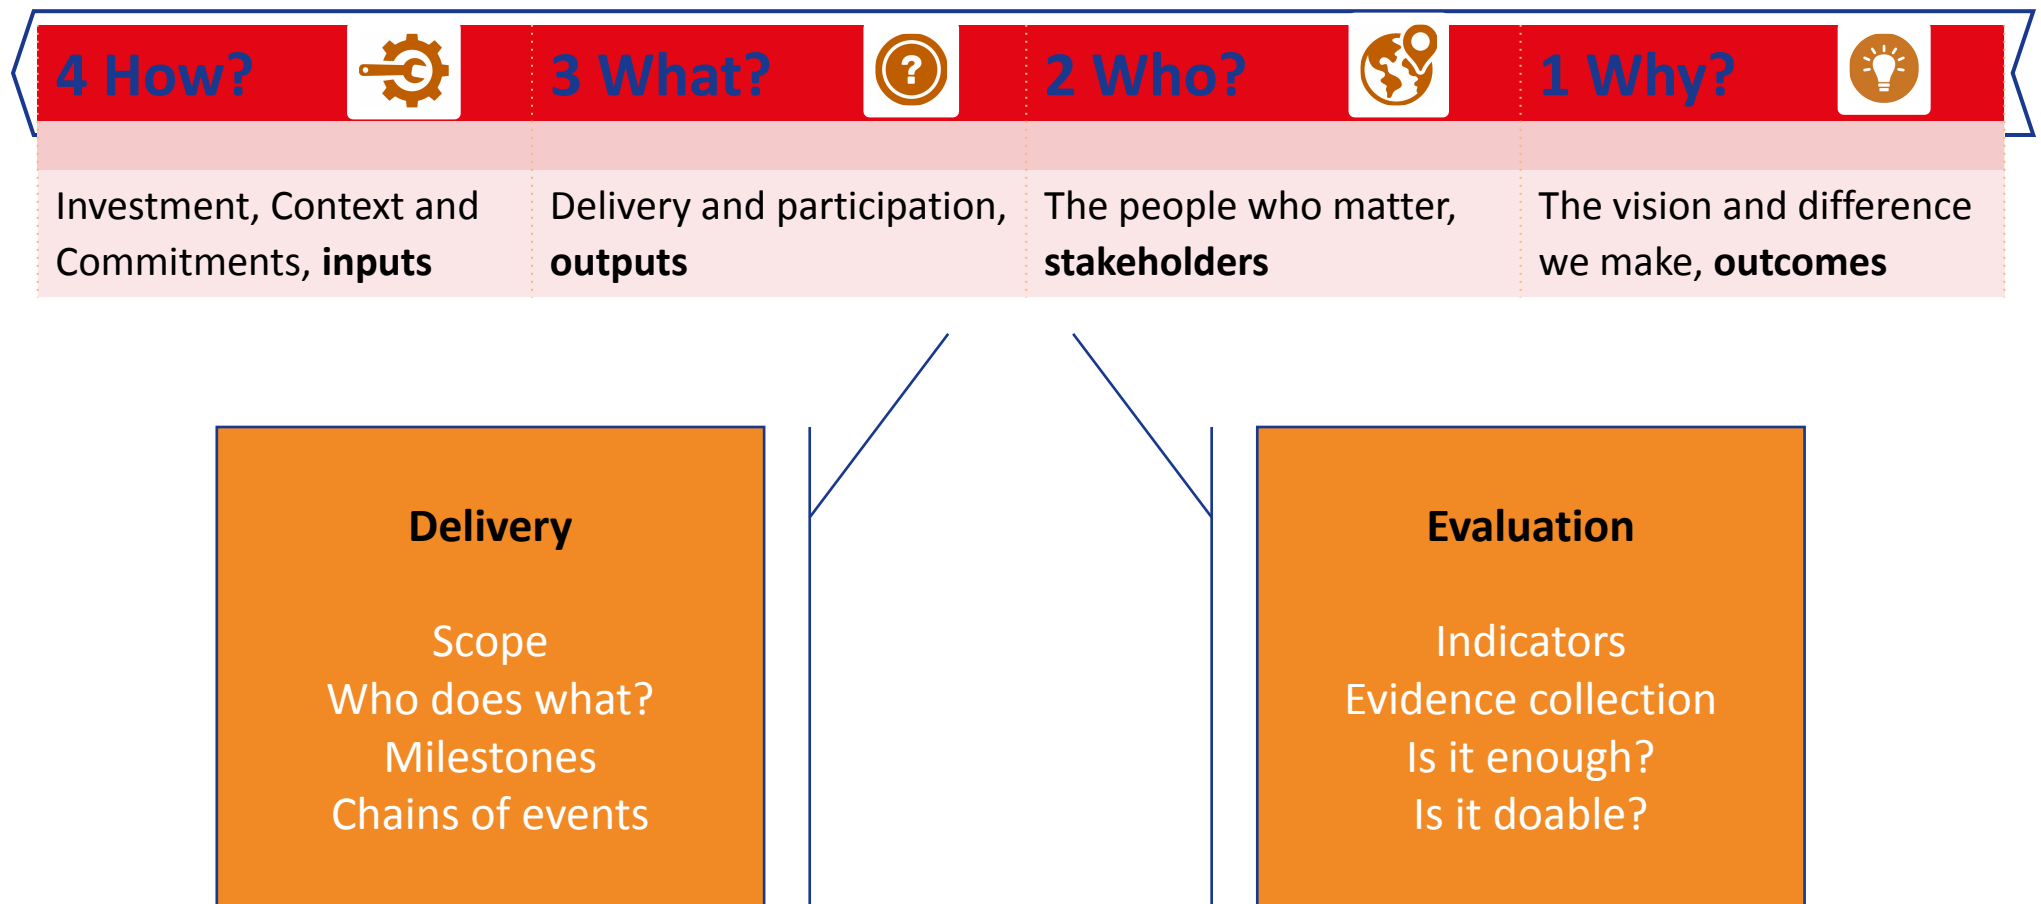 4 How?
3 What?
?
2 Who?
1 Why?
Investment, Context and
Commitments, inputs
Delivery and participation,
outputs
The people who matter,
stakeholders
The vision and difference
we make, outcomes
Delivery
Scope
Who does what?
Milestones
Chains of events
Evaluation
Indicators
Evidence collection
Is it enough?
Is it doable?